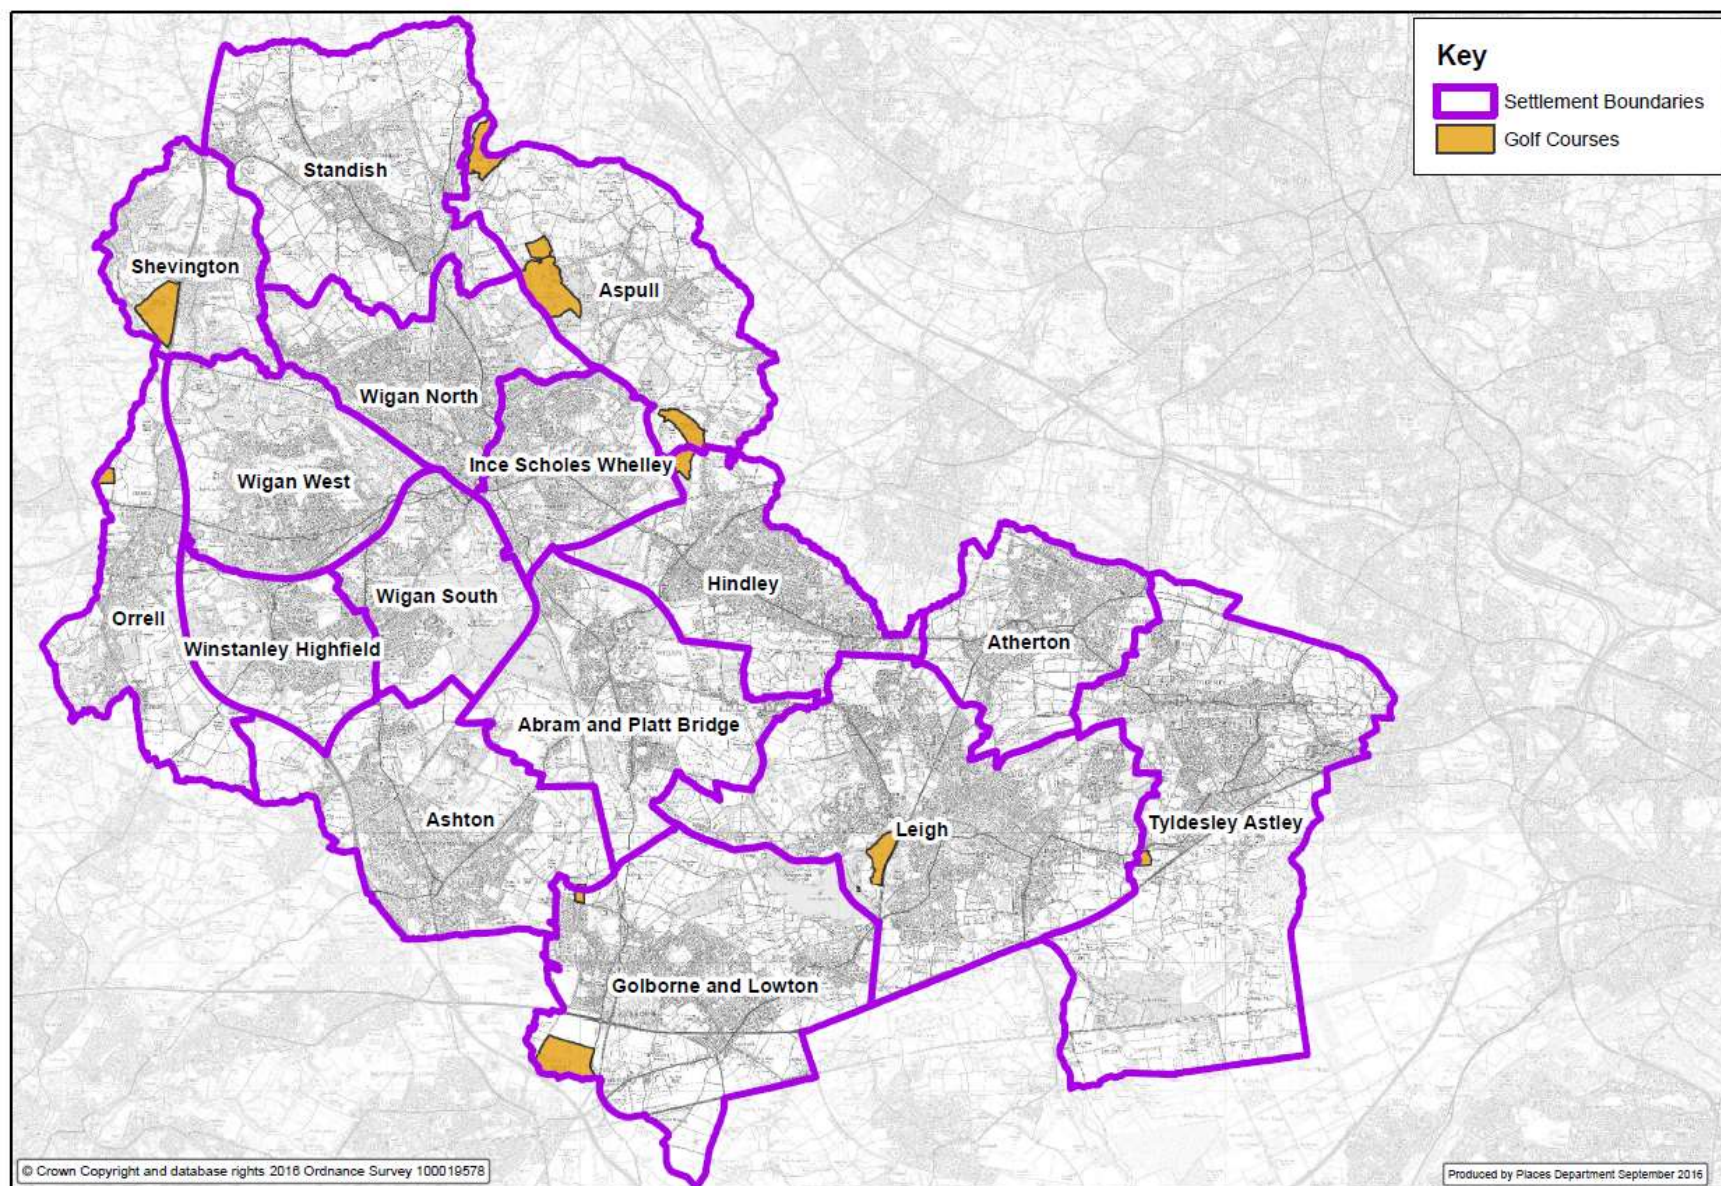 Key
Settlement Boundaries
Golf Courses
Standish
Shevington
Aspull
Wigan North
Ince Scholes Whelley
Wigan West
Hindley
Wigan South
Orrell
Atherton
Winstanley Highfield
Abram and Platt Bridge
Ashton
Leigh
Tyldesley Astley
Golborne and Lowton
© Crown Copyright and database rights 2016 Ordnance Survey 100019578
Produced by Places Department September 2016